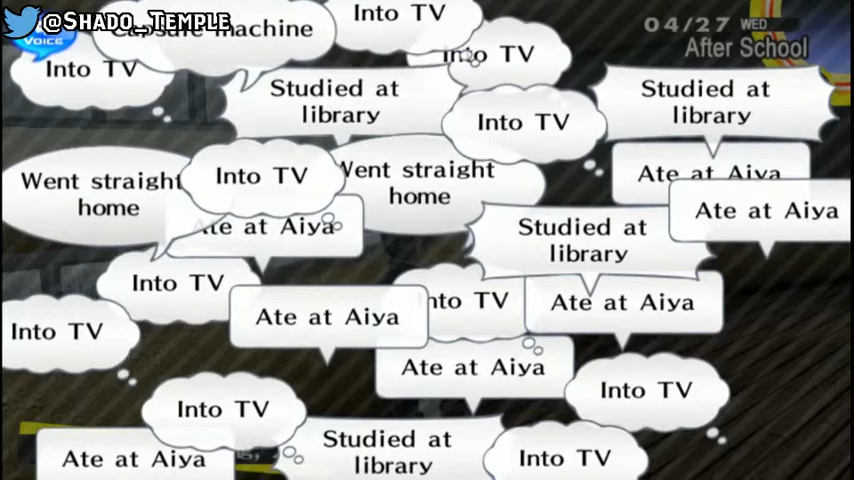 @SHADO_TEMPLE
VOICE
machine
Into TV
04/27 WED
After School
Into TV
Into TV
Studied at
library
Into TV
Studied at
library
Went straight
home
Into TV
Went straight
home
Ate at Aiya
Ate at Aiya
Ate at Aiya
Studied at
library
Into TV
Into TV
Ate at Aiya
Into TV
Ate at Aiya
Ate at Aiya
Into TV
Into TV
Studied at
library
Into TV
Ate at Aiya